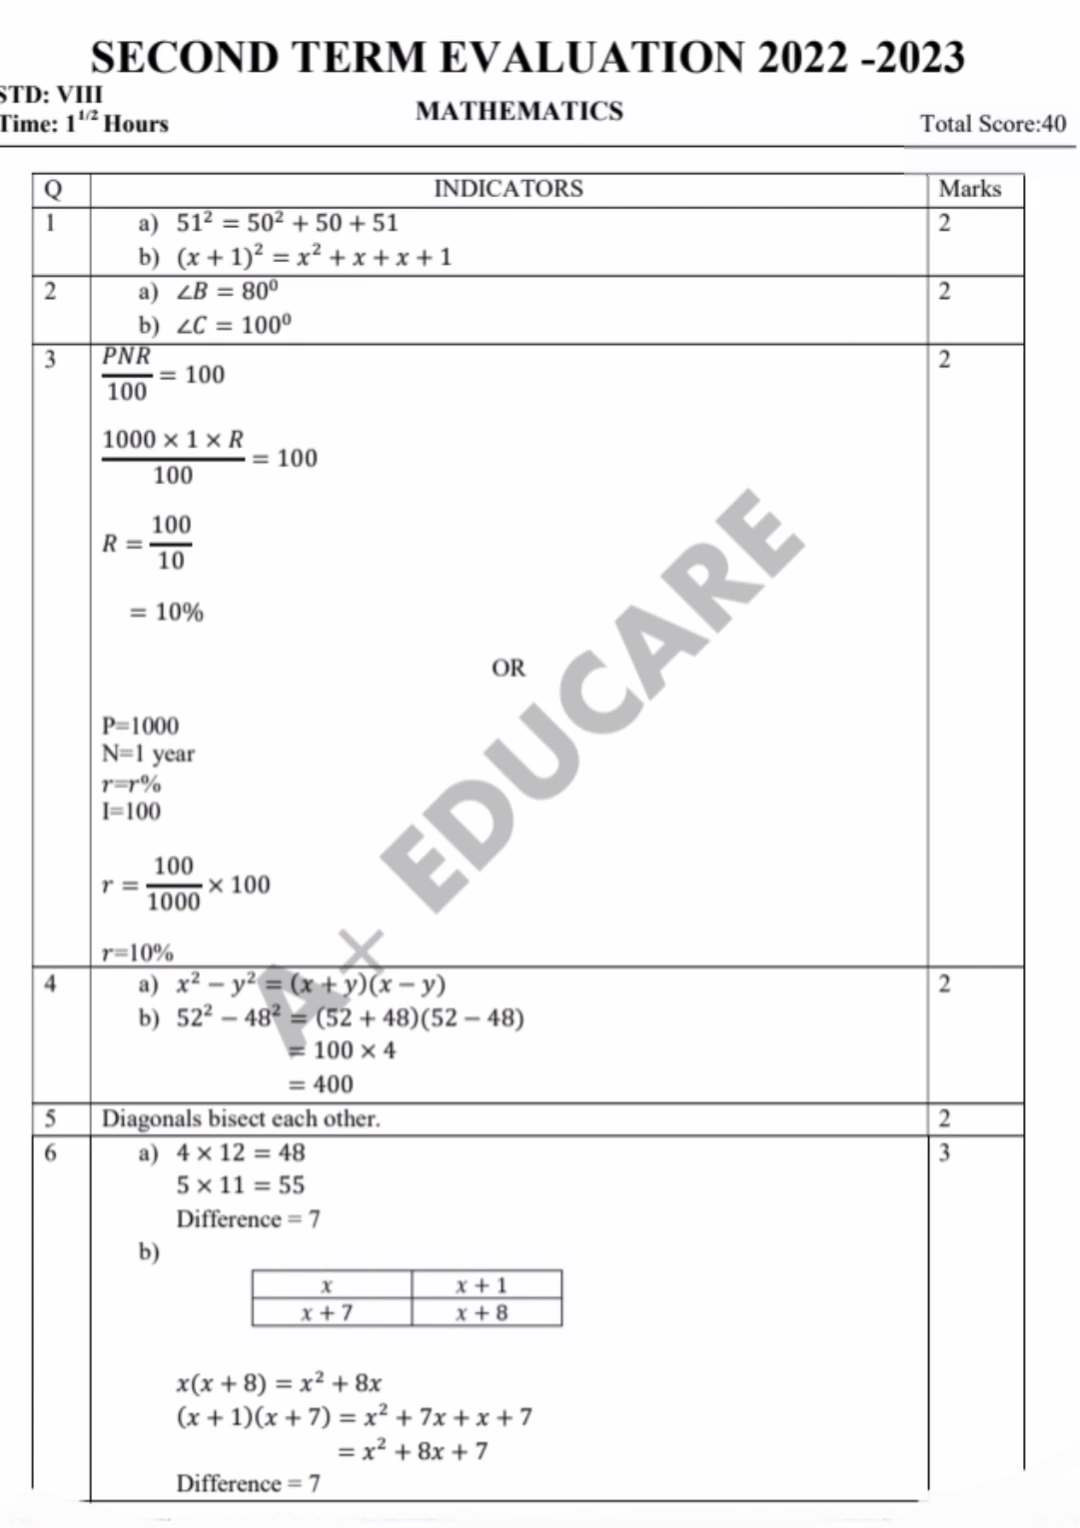 SECOND TERM EVALUATION 2022 -2023
STD: VIII
MATHEMATICS
Time: 1 1/2 Hours
Total Score:40
Q INDICATORS Marks
1 a) 51² = 50² + 50 + 51 2
b) (x + 1)² = x² + x + x + 1
2 a) ∠B = 80⁰ 2
b) ∠C = 100⁰
3 PNR/100 = 100 2
1000 × 1 × R/100 = 100
R = 100/10
= 10%
OR
P=1000
N=1 year
r=r%
I=100
r = 100/1000 × 100
r=10%
4 a) x² − y² = (x + y)(x − y) 2
b) 52² − 48² = (52 + 48)(52 − 48)
= 100 × 4
= 400
5 Diagonals bisect each other. 2
6 a) 4 × 12 = 48 3
5 × 11 = 55
Difference = 7
b)
x x + 1
x + 7 x + 8
x(x + 8) = x² + 8x
(x + 1)(x + 7) = x² + 7x + x + 7
= x² + 8x + 7
Difference = 7
A+ EDUCARE